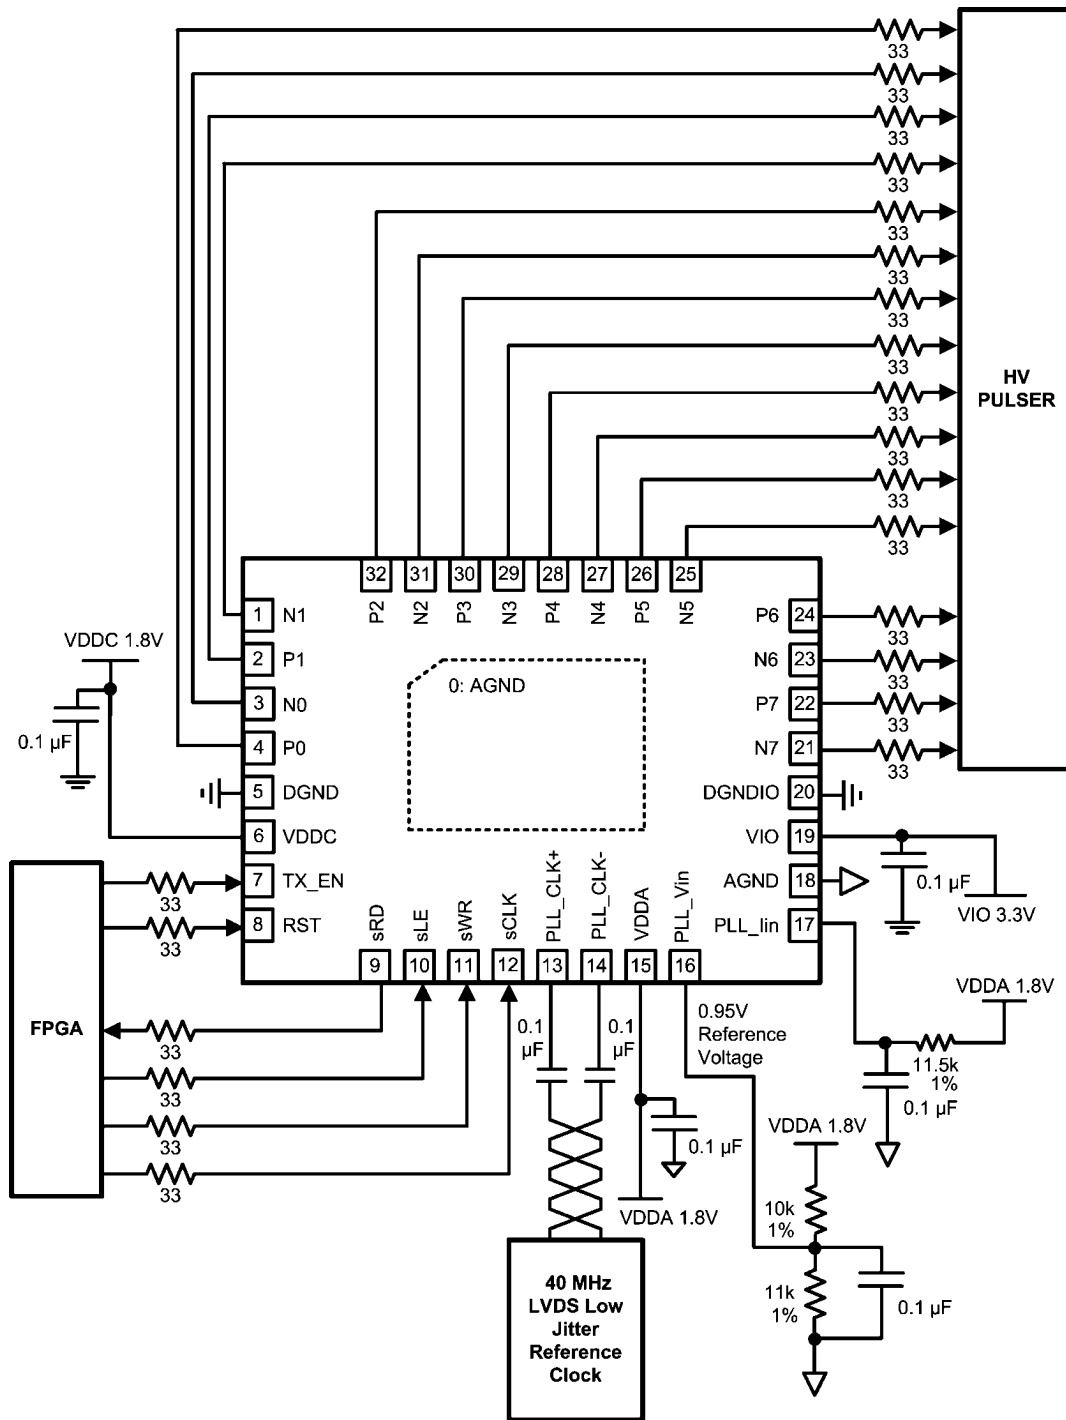 33
33
33
33
33
33
33
33
33
33
33
33
HV
PULSER
32
31
30
29
28
27
26
25
P2
N2
P3
N3
P4
N4
P5
N5
1 N1
2 P1
3 N0
4 P0
5 DGND
6 VDDC
7 TX_EN
8 RST
VDDC 1.8V
0.1 µF
0: AGND
P6 24
N6 23
P7 22
N7 21
DGNDIO 20
VIO 19
AGND 18
PLL_Iin 17
33
33
33
33
0.1 µF
VIO 3.3V
sRD
sLE
sWR
sCLK
PLL_CLK+
PLL_CLK-
VDDA
PLL_Vin
9
10
11
12
13
14
15
16
FPGA
33
33
33
33
33
33
0.1
µF
0.1
µF
0.95V
Reference
Voltage
VDDA 1.8V
11.5k
1%
0.1 µF
0.1 µF
VDDA 1.8V
VDDA 1.8V
10k
1%
11k
1%
0.1 µF
40 MHz
LVDS Low
Jitter
Reference
Clock